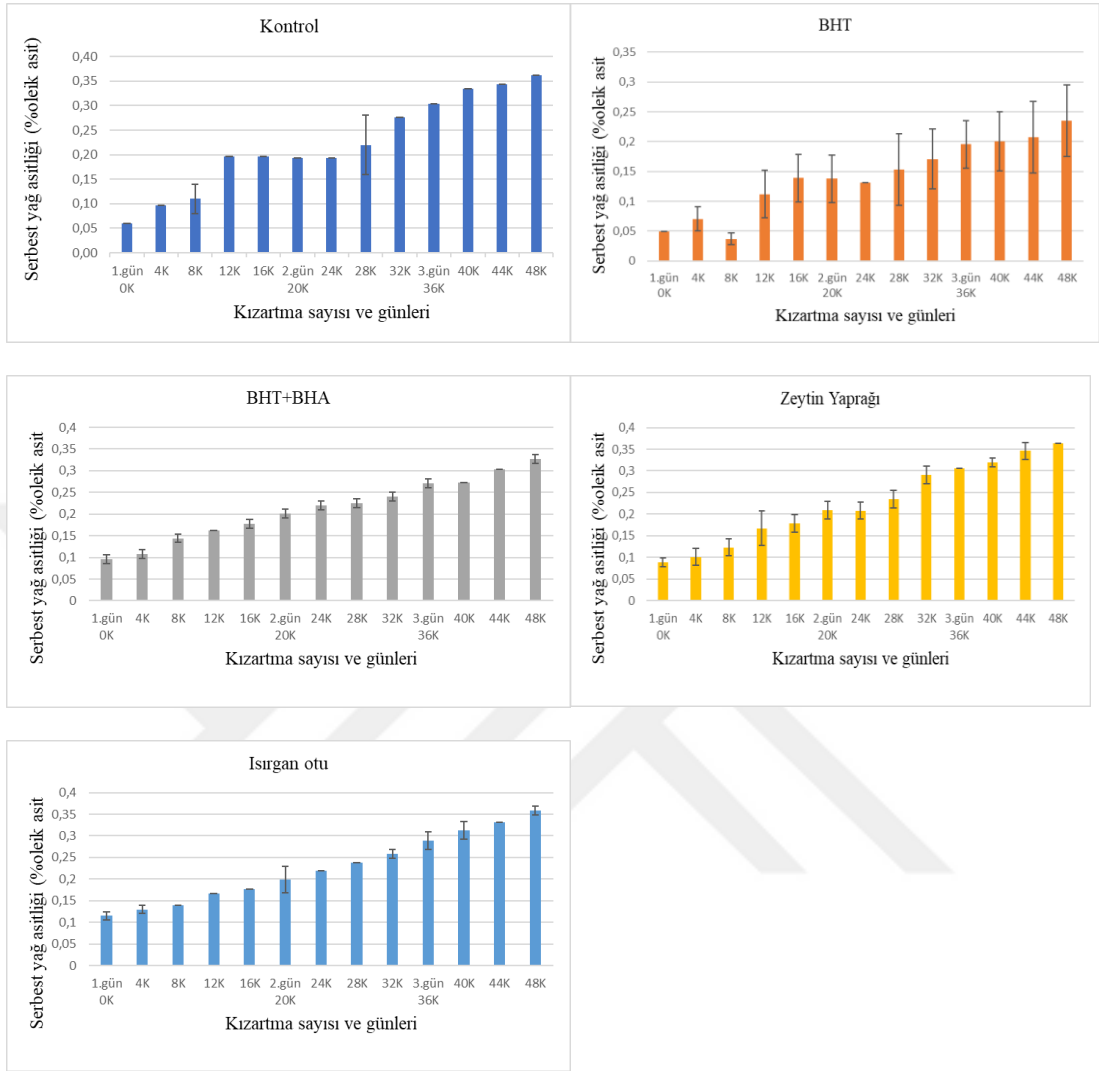 Kontrol
Serbest yağ asitliği (%oleik asit)
0,40
0,35
0,30
0,25
0,20
0,15
0,10
0,05
0,00
1.gün 4K 8K 12K 16K 2.gün 24K 28K 32K 3.gün 40K 44K 48K
0K 20K 36K
Kızartma sayısı ve günleri
BHT
Serbest yağ asitliği (%oleik asit
0,35
0,3
0,25
0,2
0,15
0,1
0,05
0
1.gün 4K 8K 12K 16K 2.gün 24K 28K 32K 3.gün 40K 44K 48K
0K 20K 36K
Kızartma sayısı ve günleri
BHT+BHA
Serbest yağ asitliği (%oleik asit
0,4
0,35
0,3
0,25
0,2
0,15
0,1
0,05
0
1.gün 4K 8K 12K 16K 2.gün 24K 28K 32K 3.gün 40K 44K 48K
0K 20K 36K
Kızartma sayısı ve günleri
Zeytin Yaprağı
Serbest yağ asitliği (%oleik asit
0,4
0,35
0,3
0,25
0,2
0,15
0,1
0,05
0
1.gün 4K 8K 12K 16K 2.gün 24K 28K 32K 3.gün 40K 44K 48K
0K 20K 36K
Kızartma sayısı ve günleri
Isırgan otu
Serbest yağ asitliği (%oleik asit
0,4
0,35
0,3
0,25
0,2
0,15
0,1
0,05
0
1.gün 4K 8K 12K 16K 2.gün 24K 28K 32K 3.gün 40K 44K 48K
0K 20K 36K
Kızartma sayısı ve günleri